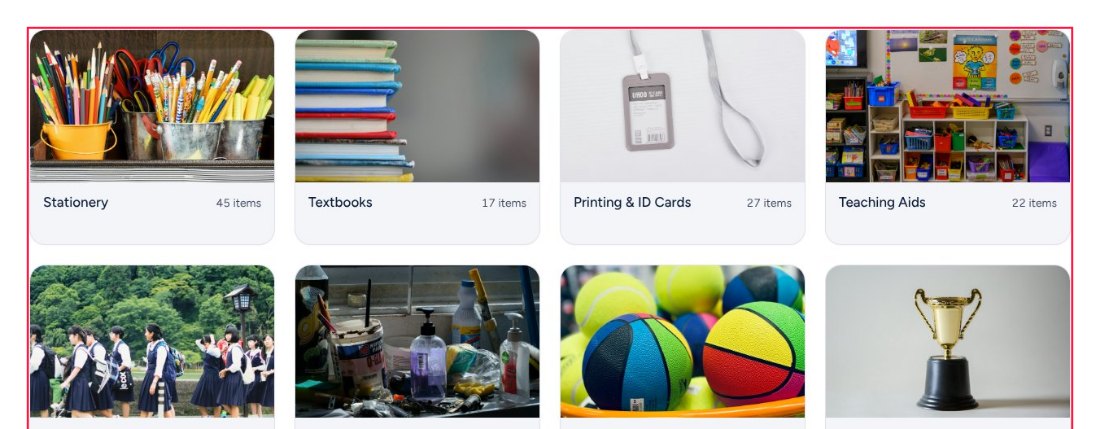 Stationery 45 items
Textbooks 17 items
Printing & ID Cards 27 items
Teaching Aids 22 items